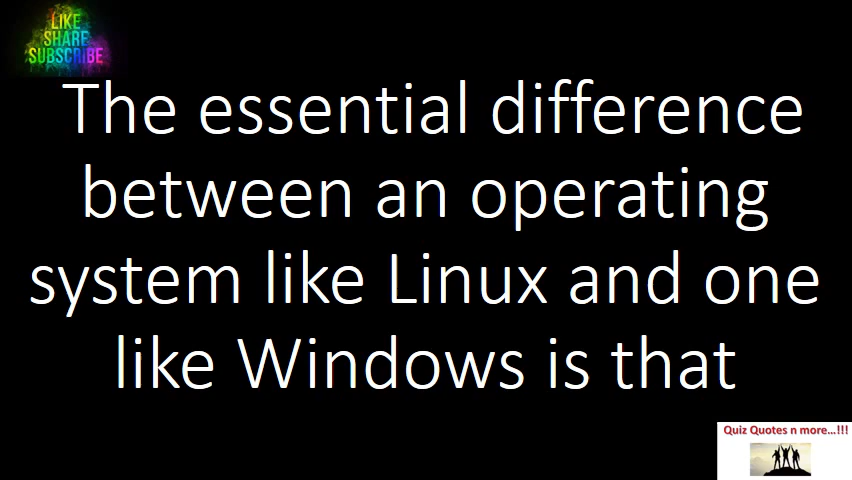 LIKE
SHARE
SUBSCRIBE
The essential difference
between an operating
system like Linux and one
like Windows is that
Quiz Quotes n more...!!!